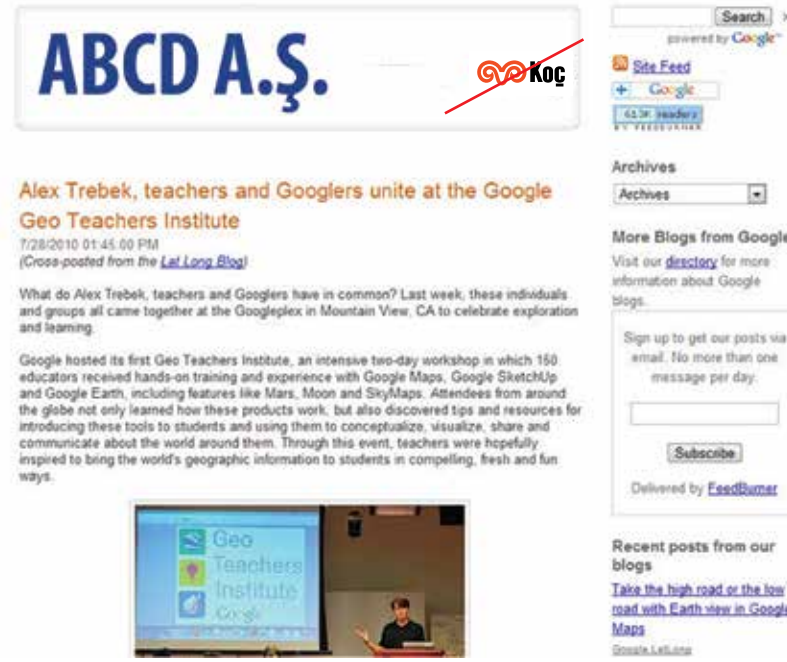 ABCD A.Ş.
Koç
Alex Trebek, teachers and Googlers unite at the Google
Geo Teachers Institute
7/28/2010 01:45:00 PM
(Cross-posted from the Lat Long Blog)
What do Alex Trebek, teachers and Googlers have in common? Last week, these individuals
and groups all came together at the Googleplex in Mountain View, CA to celebrate exploration
and learning.
Google hosted its first Geo Teachers Institute, an intensive two-day workshop in which 150
educators received hands-on training and experience with Google Maps, Google SketchUp
and Google Earth, including features like Mars, Moon and SkyMaps. Attendees from around
the globe not only learned how these products work, but also discovered tips and resources for
introducing these tools to students and using them to conceptualize, visualize, share and
communicate about the world around them. Through this event, teachers were hopefully
inspired to bring the world's geographic information to students in compelling, fresh and fun
ways.
Geo
Teachers
Institute
Google
Search
powered by Google™
Site Feed
+ Google
readers
BY FEEDBURNER
Archives
Archives
More Blogs from Google
Visit our directory for more
information about Google
blogs.
Sign up to get our posts via
email. No more than one
message per day.
Subscribe
Delivered by FeedBurner
Recent posts from our
blogs
Take the high road or the low
road with Earth view in Google
Maps
Google LatLong